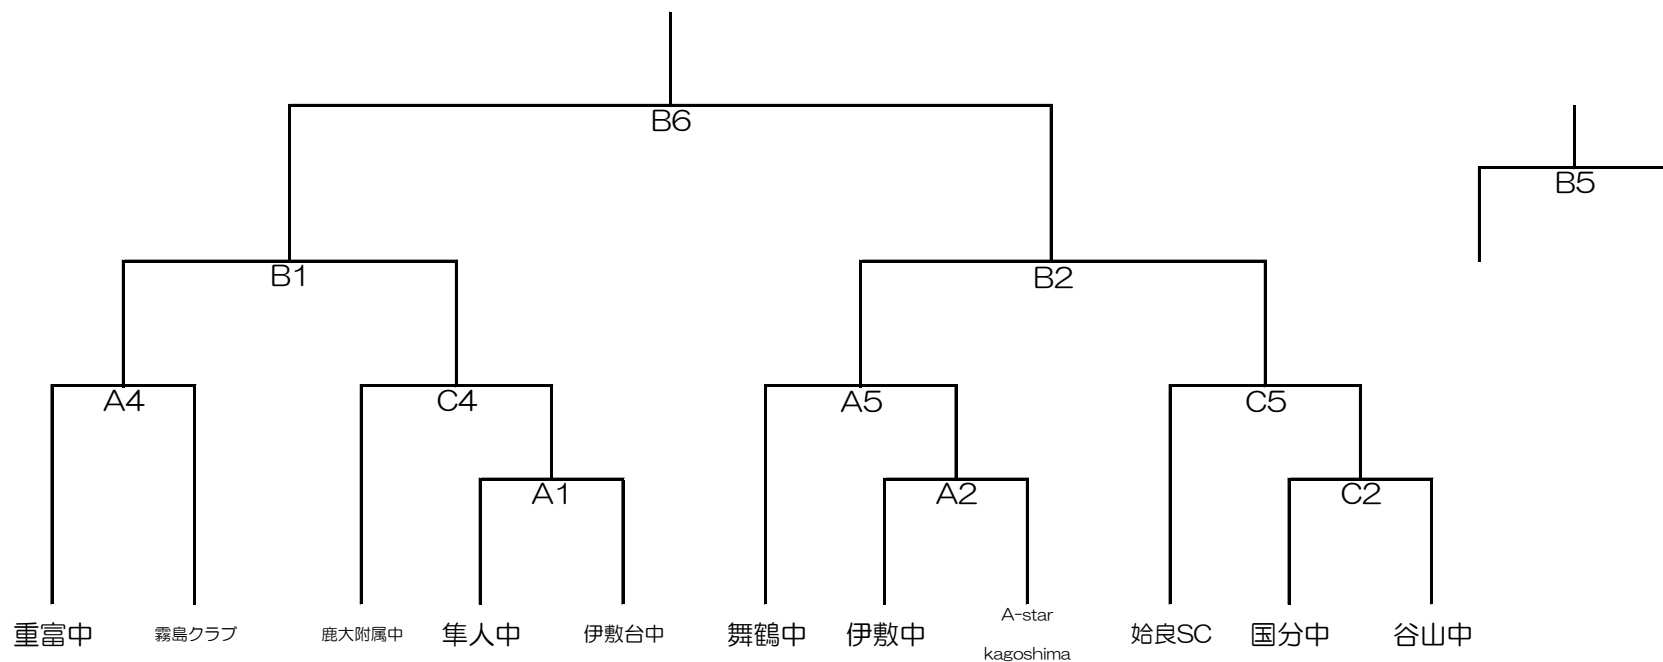 B6
B5
B1
B2
A4
C4
A5
C5
A1
A2
C2
重富中
霧島クラブ
鹿大附属中
隼人中
伊敷台中
舞鶴中
伊敷中
A-star
kagoshima
姶良SC
国分中
谷山中